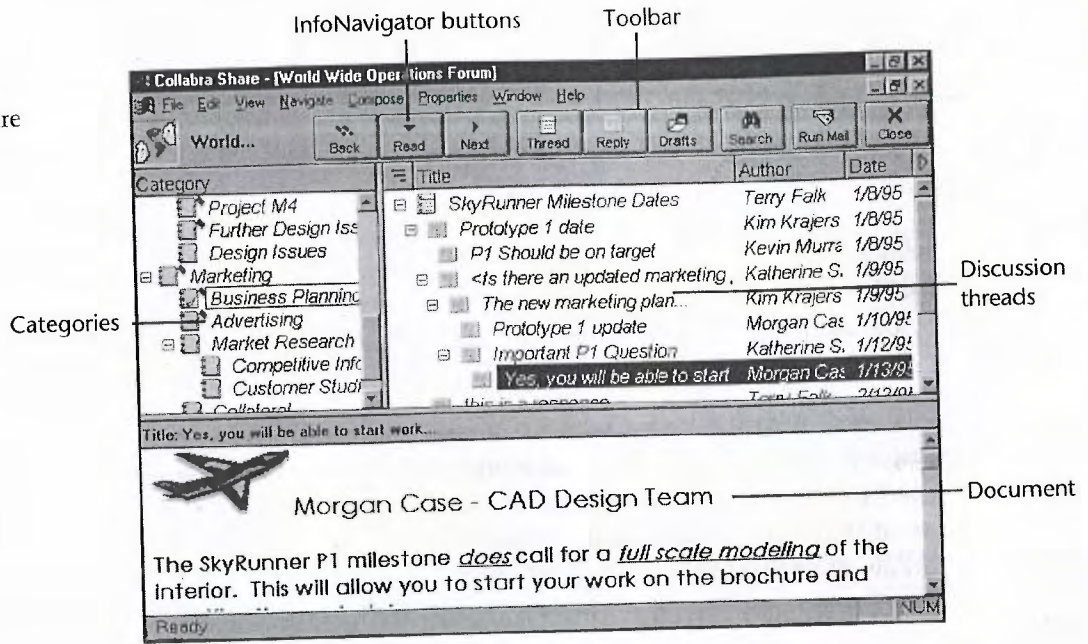 InfoNavigator buttons
Toolbar
re
Collabra Share - [World Wide Operations Forum]
File Edit View Navigate Compose Properties Window Help
World...
Back
Read
Next
Thread
Reply
Drafts
Search
Run Mail
Close
Category
Project M4
Further Design Iss
Design Issues
Marketing
Business Planning
Advertising
Market Research
Competitive Infc
Customer Studi
Collateral
Title Author Date
SkyRunner Milestone Dates Terry Falk 1/8/95
Prototype 1 date Kim Krajers 1/8/95
P1 Should be on target Kevin Murra 1/8/95
<Is there an updated marketing Katherine S. 1/9/95
The new marketing plan... Kim Krajers 1/9/95
Prototype 1 update Morgan Cas 1/10/95
Important P1 Question Katherine S. 1/12/95
Yes, you will be able to start Morgan Cas 1/13/95
this is a response Terry Falk
Categories
Discussion
threads
Title: Yes, you will be able to start work...
Morgan Case - CAD Design Team
Document
The SkyRunner P1 milestone does call for a full scale modeling of the
interior. This will allow you to start your work on the brochure and
Ready
NUM